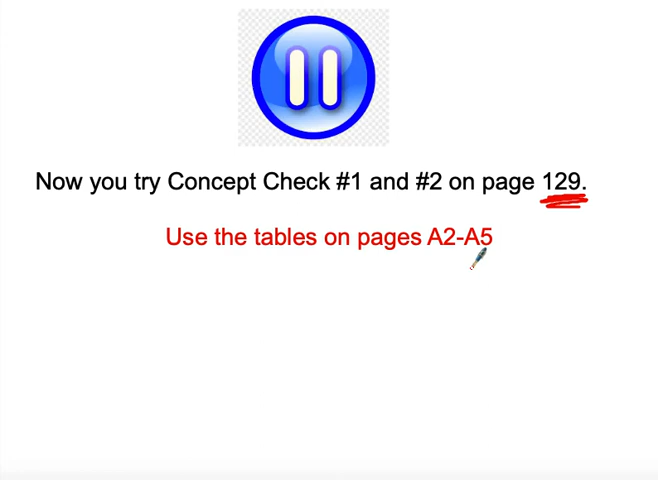 Now you try Concept Check #1 and #2 on page 129.
Use the tables on pages A2-A5